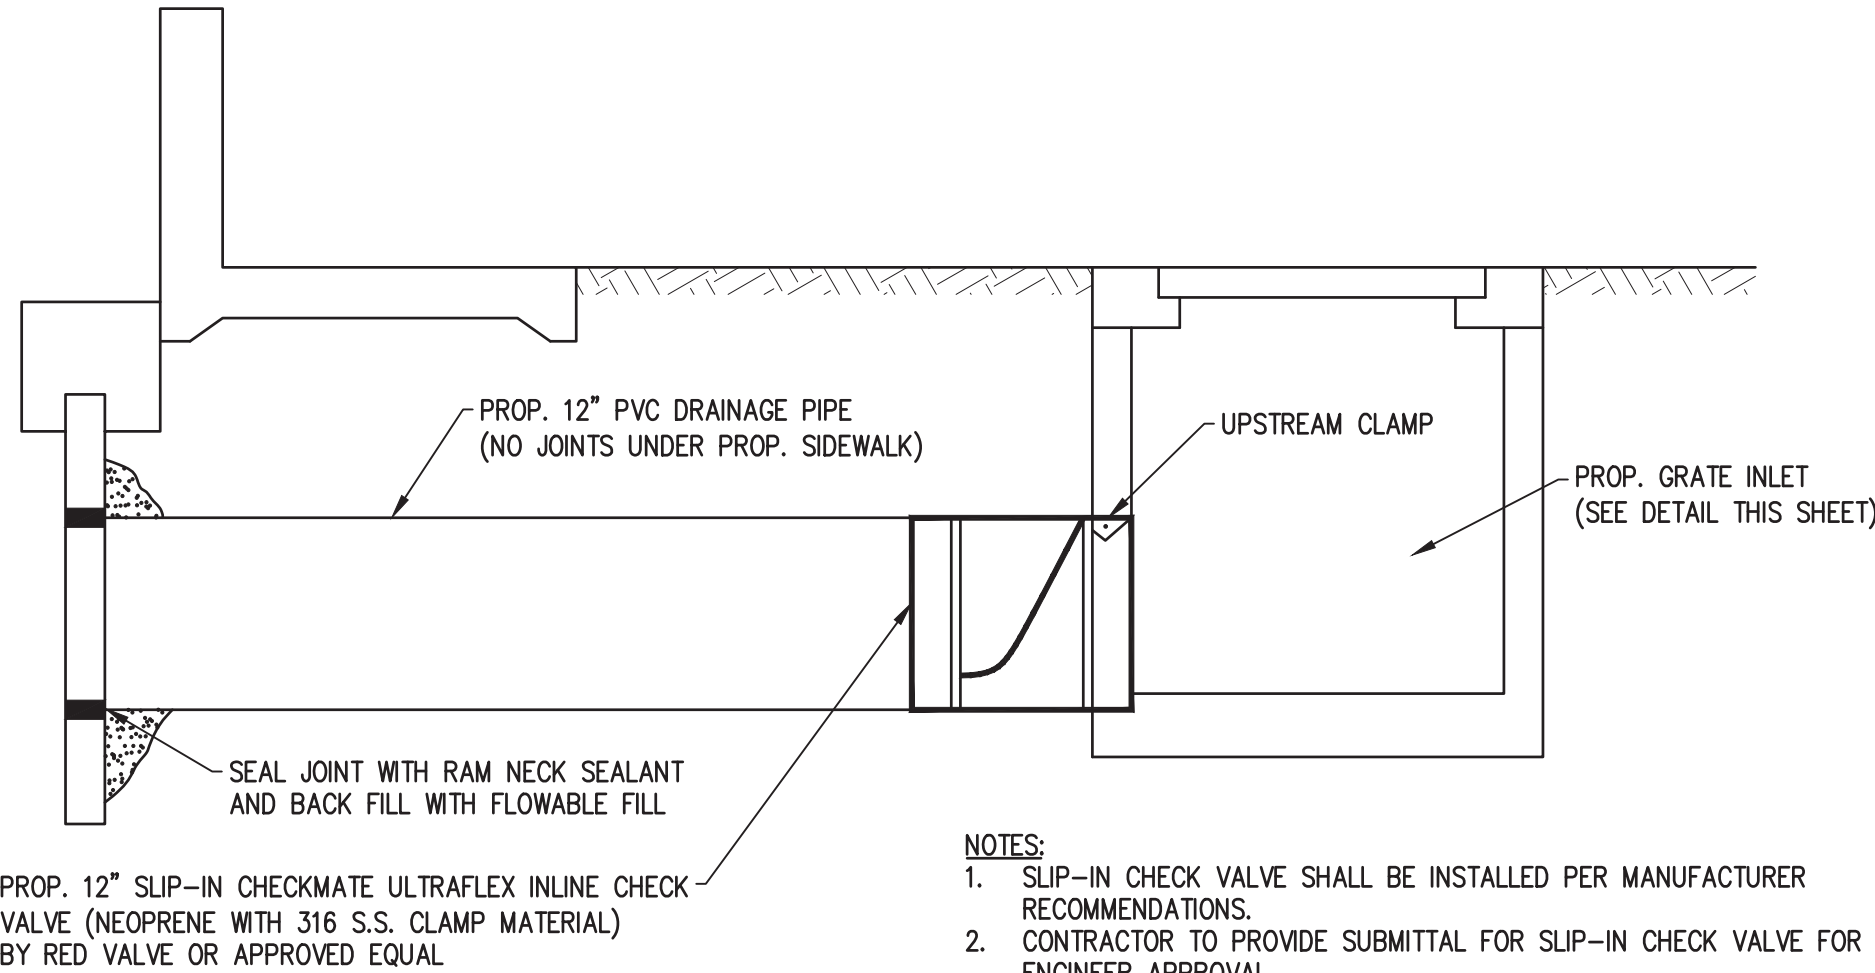 PROP. 12" PVC DRAINAGE PIPE
(NO JOINTS UNDER PROP. SIDEWALK)
UPSTREAM CLAMP
PROP. GRATE INLET
(SEE DETAIL THIS SHEET)
SEAL JOINT WITH RAM NECK SEALANT
AND BACK FILL WITH FLOWABLE FILL
PROP. 12" SLIP-IN CHECKMATE ULTRAFLEX INLINE CHECK
VALVE (NEOPRENE WITH 316 S.S. CLAMP MATERIAL)
BY RED VALVE OR APPROVED EQUAL
NOTES:
1. SLIP-IN CHECK VALVE SHALL BE INSTALLED PER MANUFACTURER
RECOMMENDATIONS.
2. CONTRACTOR TO PROVIDE SUBMITTAL FOR SLIP-IN CHECK VALVE FOR
ENGINEER APPROVAL